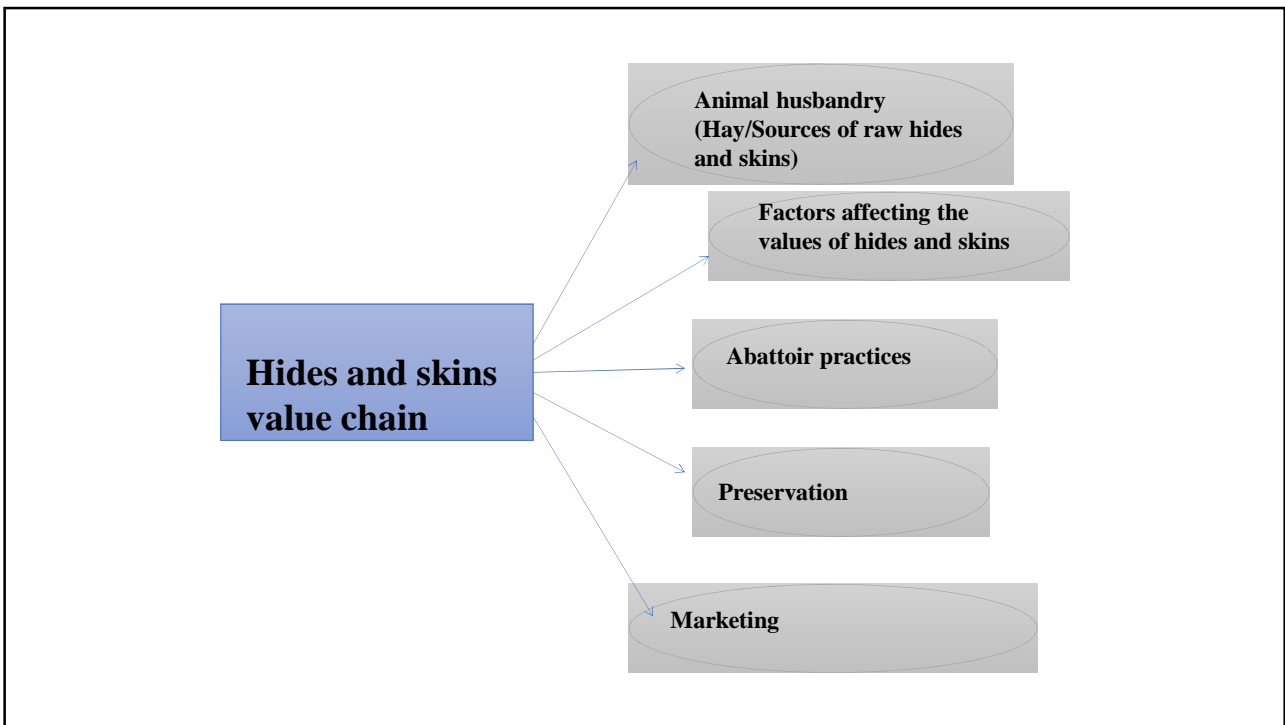 Animal husbandry
(Hay/Sources of raw hides
and skins)
Factors affecting the
values of hides and skins
Hides and skins
value chain
Abattoir practices
Preservation
Marketing